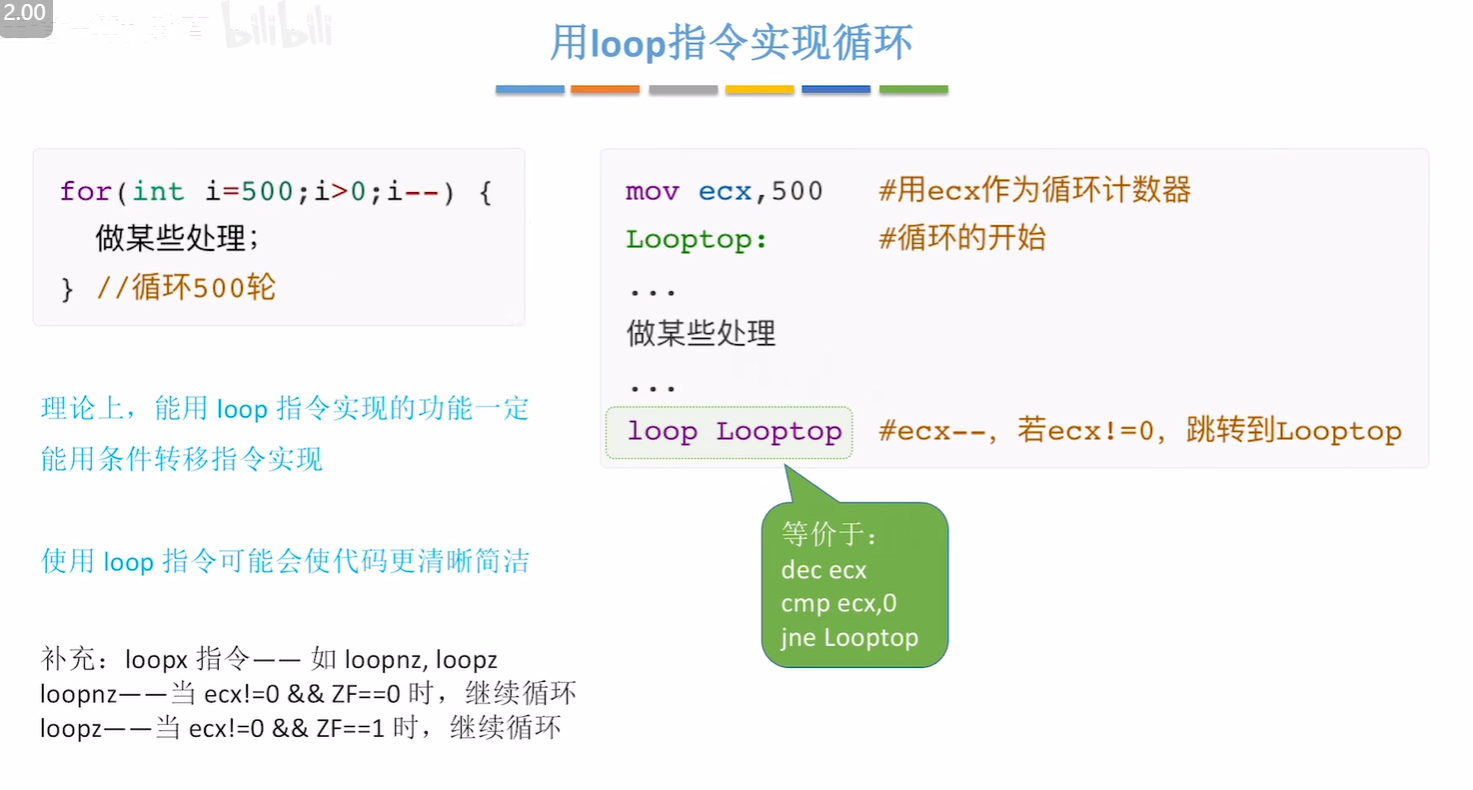 2.00
bilibili
用loop指令实现循环
for(int i=500;i>0;i--) {
做某些处理;
} //循环500轮
mov ecx,500 #用ecx作为循环计数器
Looptop: #循环的开始
...
做某些处理
...
loop Looptop #ecx--，若ecx!=0，跳转到Looptop
等价于：
dec ecx
cmp ecx,0
jne Looptop
理论上，能用 loop 指令实现的功能一定
能用条件转移指令实现
使用 loop 指令可能会使代码更清晰简洁
补充：loopx 指令—— 如 loopnz, loopz
loopnz——当 ecx!=0 && ZF==0 时，继续循环
loopz——当 ecx!=0 && ZF==1 时，继续循环